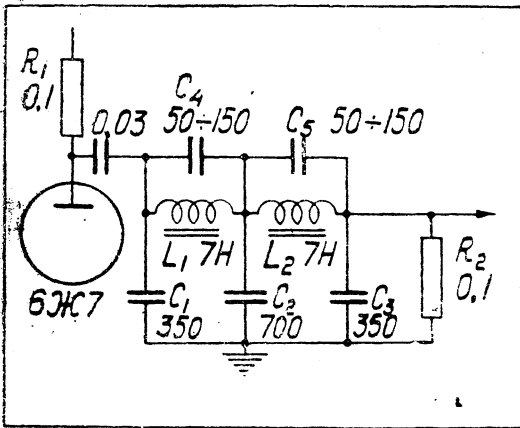 R₁
0,1
0,03
C₄
50÷150
C₅ 50÷150
6Ж7
L₁ 7H
L₂ 7H
C₁
350
C₂
700
C₃
350
R₂
0,1